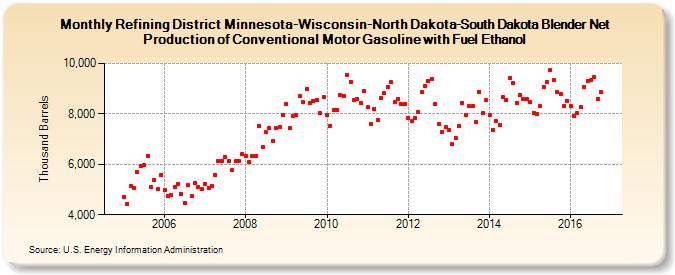 Monthly Refining District Minnesota-Wisconsin-North Dakota-South Dakota Blender Net
Production of Conventional Motor Gasoline with Fuel Ethanol
Thousand Barrels
10,000
8,000
6,000
4,000
2006
2008
2010
2012
2014
2016
Source: U.S. Energy Information Administration